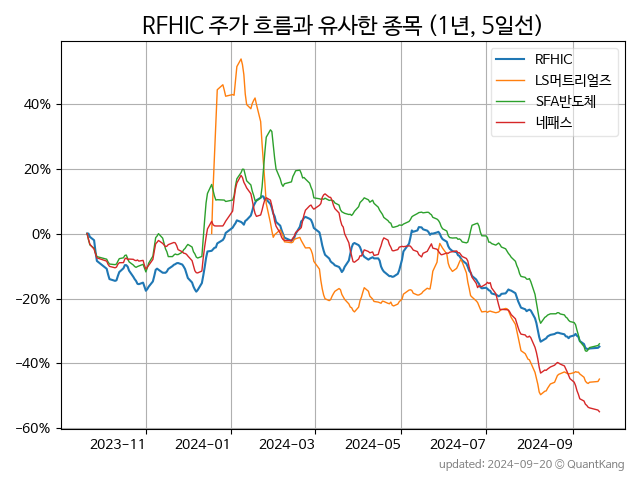 RFHIC 주가 흐름과 유사한 종목 (1년, 5일선)
RFHIC
LS머트리얼즈
SFA반도체
네패스
40%
20%
0%
−20%
−40%
−60%
2023-11
2024-01
2024-03
2024-05
2024-07
2024-09
updated: 2024-09-20 © QuantKang